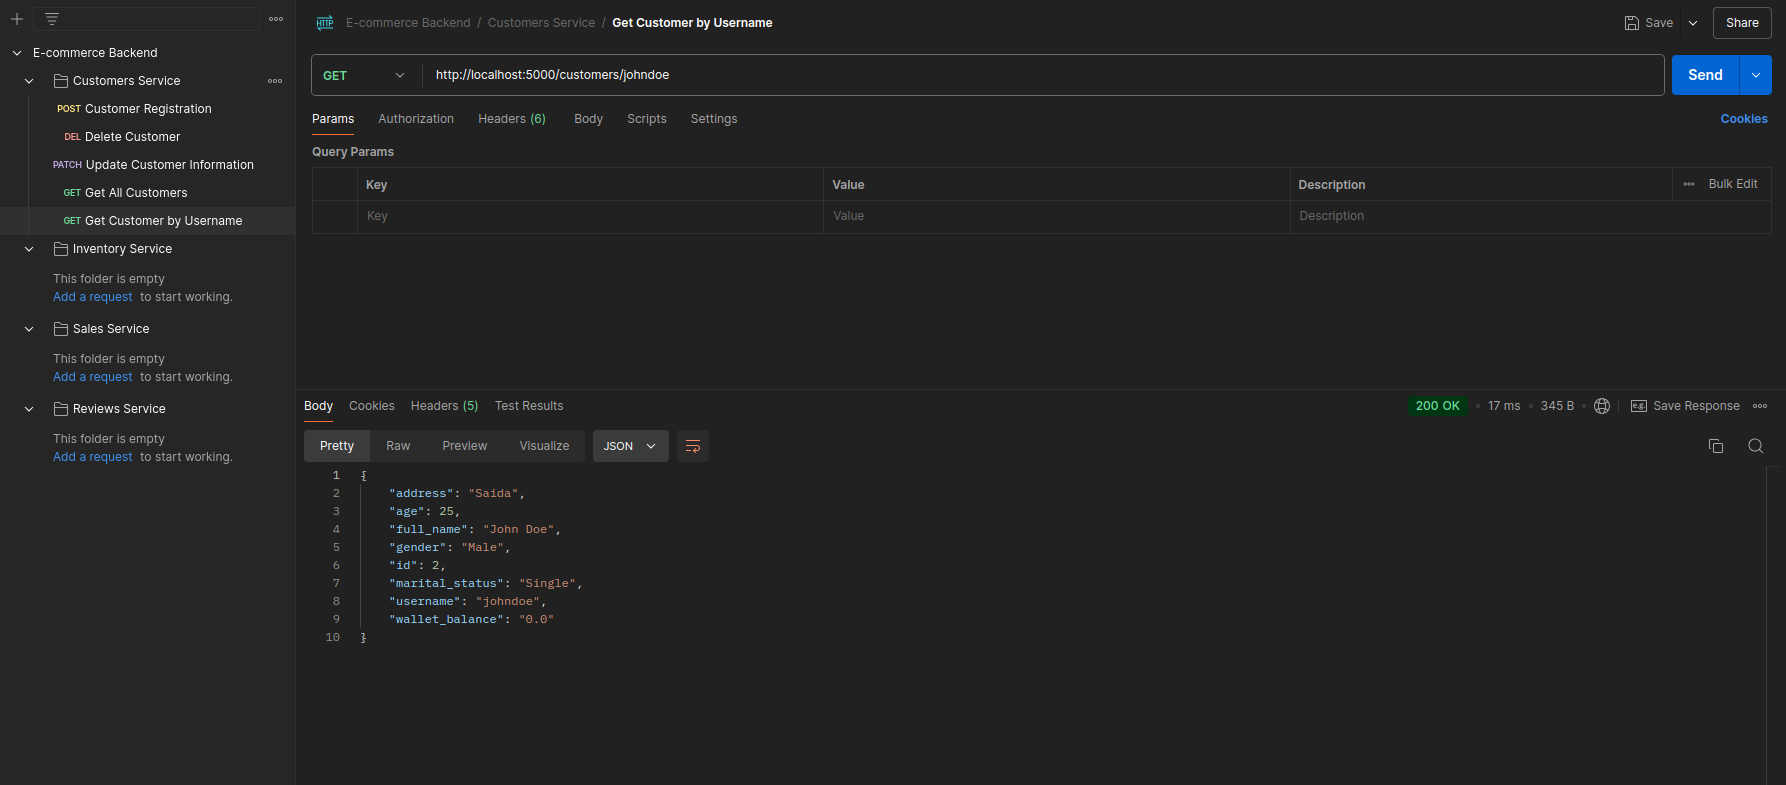 E-commerce Backend
Customers Service
POST Customer Registration
DEL Delete Customer
PATCH Update Customer Information
GET Get All Customers
GET Get Customer by Username
Inventory Service
This folder is empty
Add a request to start working.
Sales Service
This folder is empty
Add a request to start working.
Reviews Service
This folder is empty
Add a request to start working.
HTTP E-commerce Backend / Customers Service / Get Customer by Username
Save
Share
GET http://localhost:5000/customers/johndoe
Send
Params Authorization Headers (6) Body Scripts Settings
Cookies
Query Params
Key Value Description Bulk Edit
Key Value Description
Body Cookies Headers (5) Test Results
200 OK • 17 ms • 345 B • e.g. Save Response
Pretty Raw Preview Visualize JSON
1 {
2 "address": "Saida",
3 "age": 25,
4 "full_name": "John Doe",
5 "gender": "Male",
6 "id": 2,
7 "marital_status": "Single",
8 "username": "johndoe",
9 "wallet_balance": "0.0"
10 }